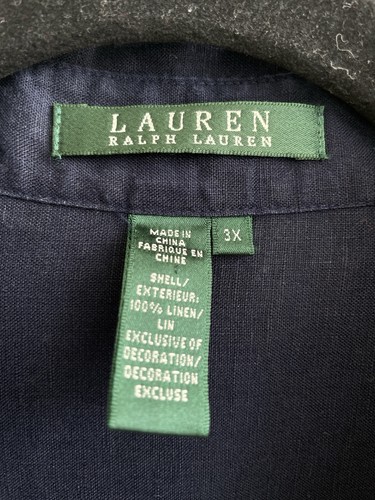 LAUREN
RALPH LAUREN
MADE IN
CHINA
FABRIQUE EN
CHINE
3X
SHELL/
EXTERIEUR:
100% LINEN/
LIN
EXCLUSIVE OF
DECORATION/
DECORATION
EXCLUSE